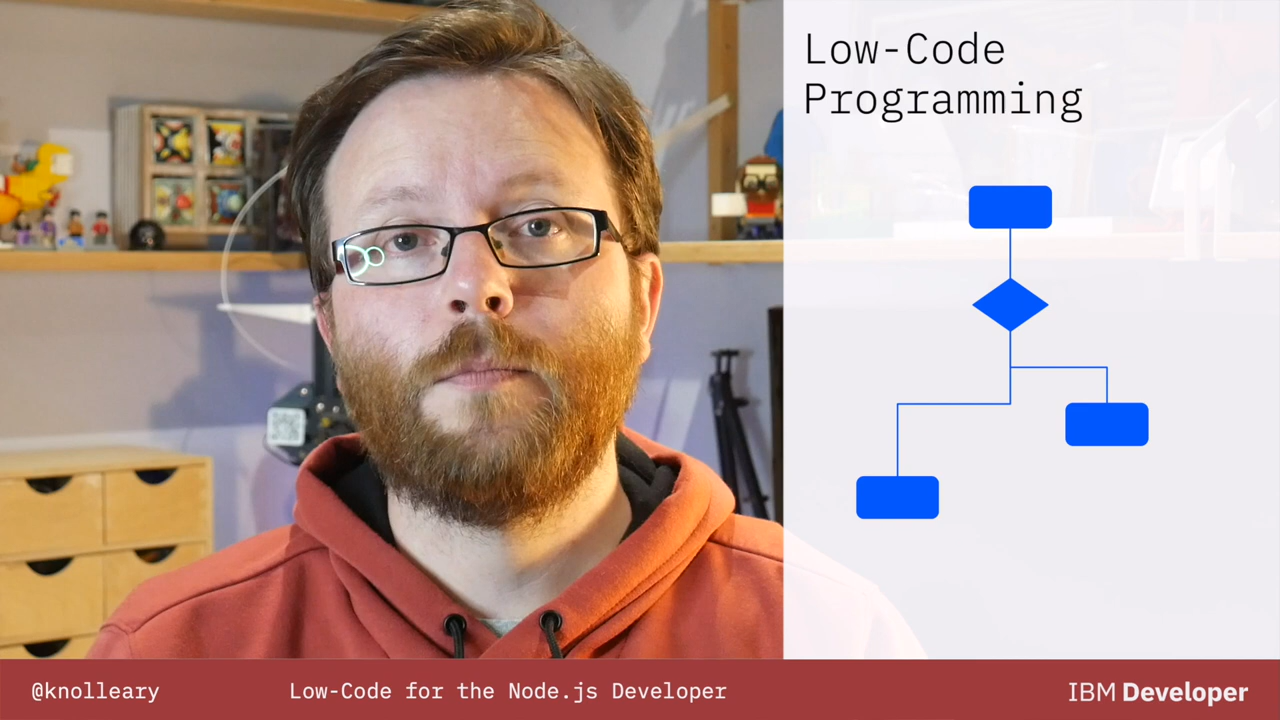 Low-Code
Programming
@knolleary
Low-Code for the Node.js Developer
IBM Developer